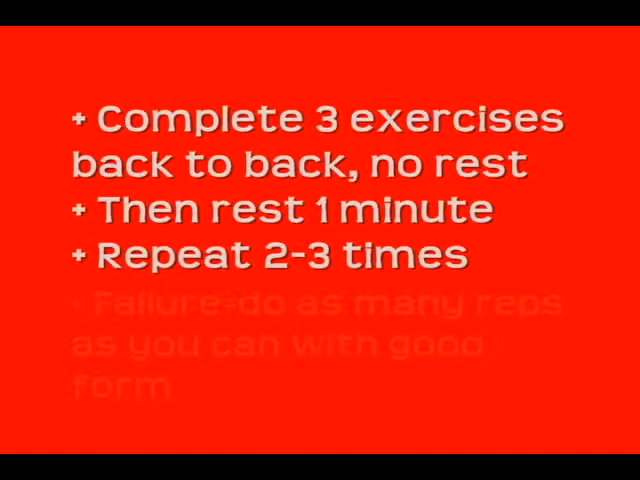 + Complete 3 exercises
back to back, no rest
+ Then rest 1 minute
+ Repeat 2-3 times
+ Failure=do as many reps
as you can with good
form